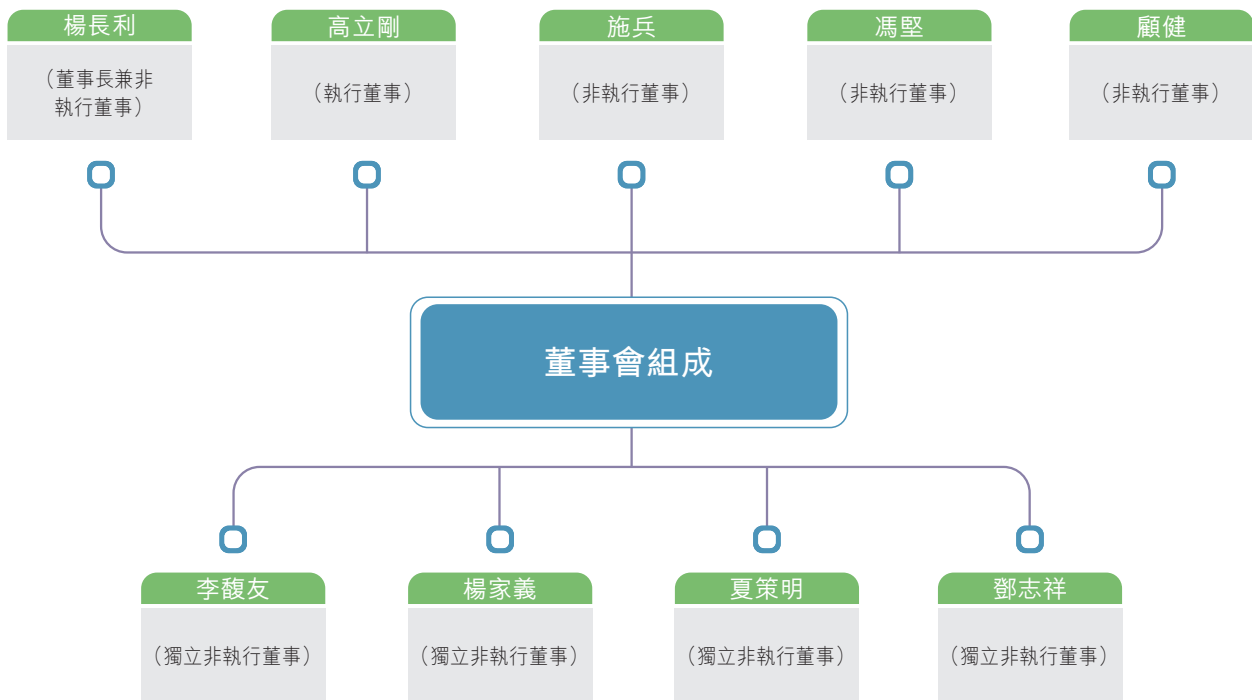 楊長利
（董事長兼非
執行董事）
高立剛
（執行董事）
施兵
（非執行董事）
馮堅
（非執行董事）
顧健
（非執行董事）
董事會組成
李馥友
（獨立非執行董事）
楊家義
（獨立非執行董事）
夏策明
（獨立非執行董事）
鄧志祥
（獨立非執行董事）